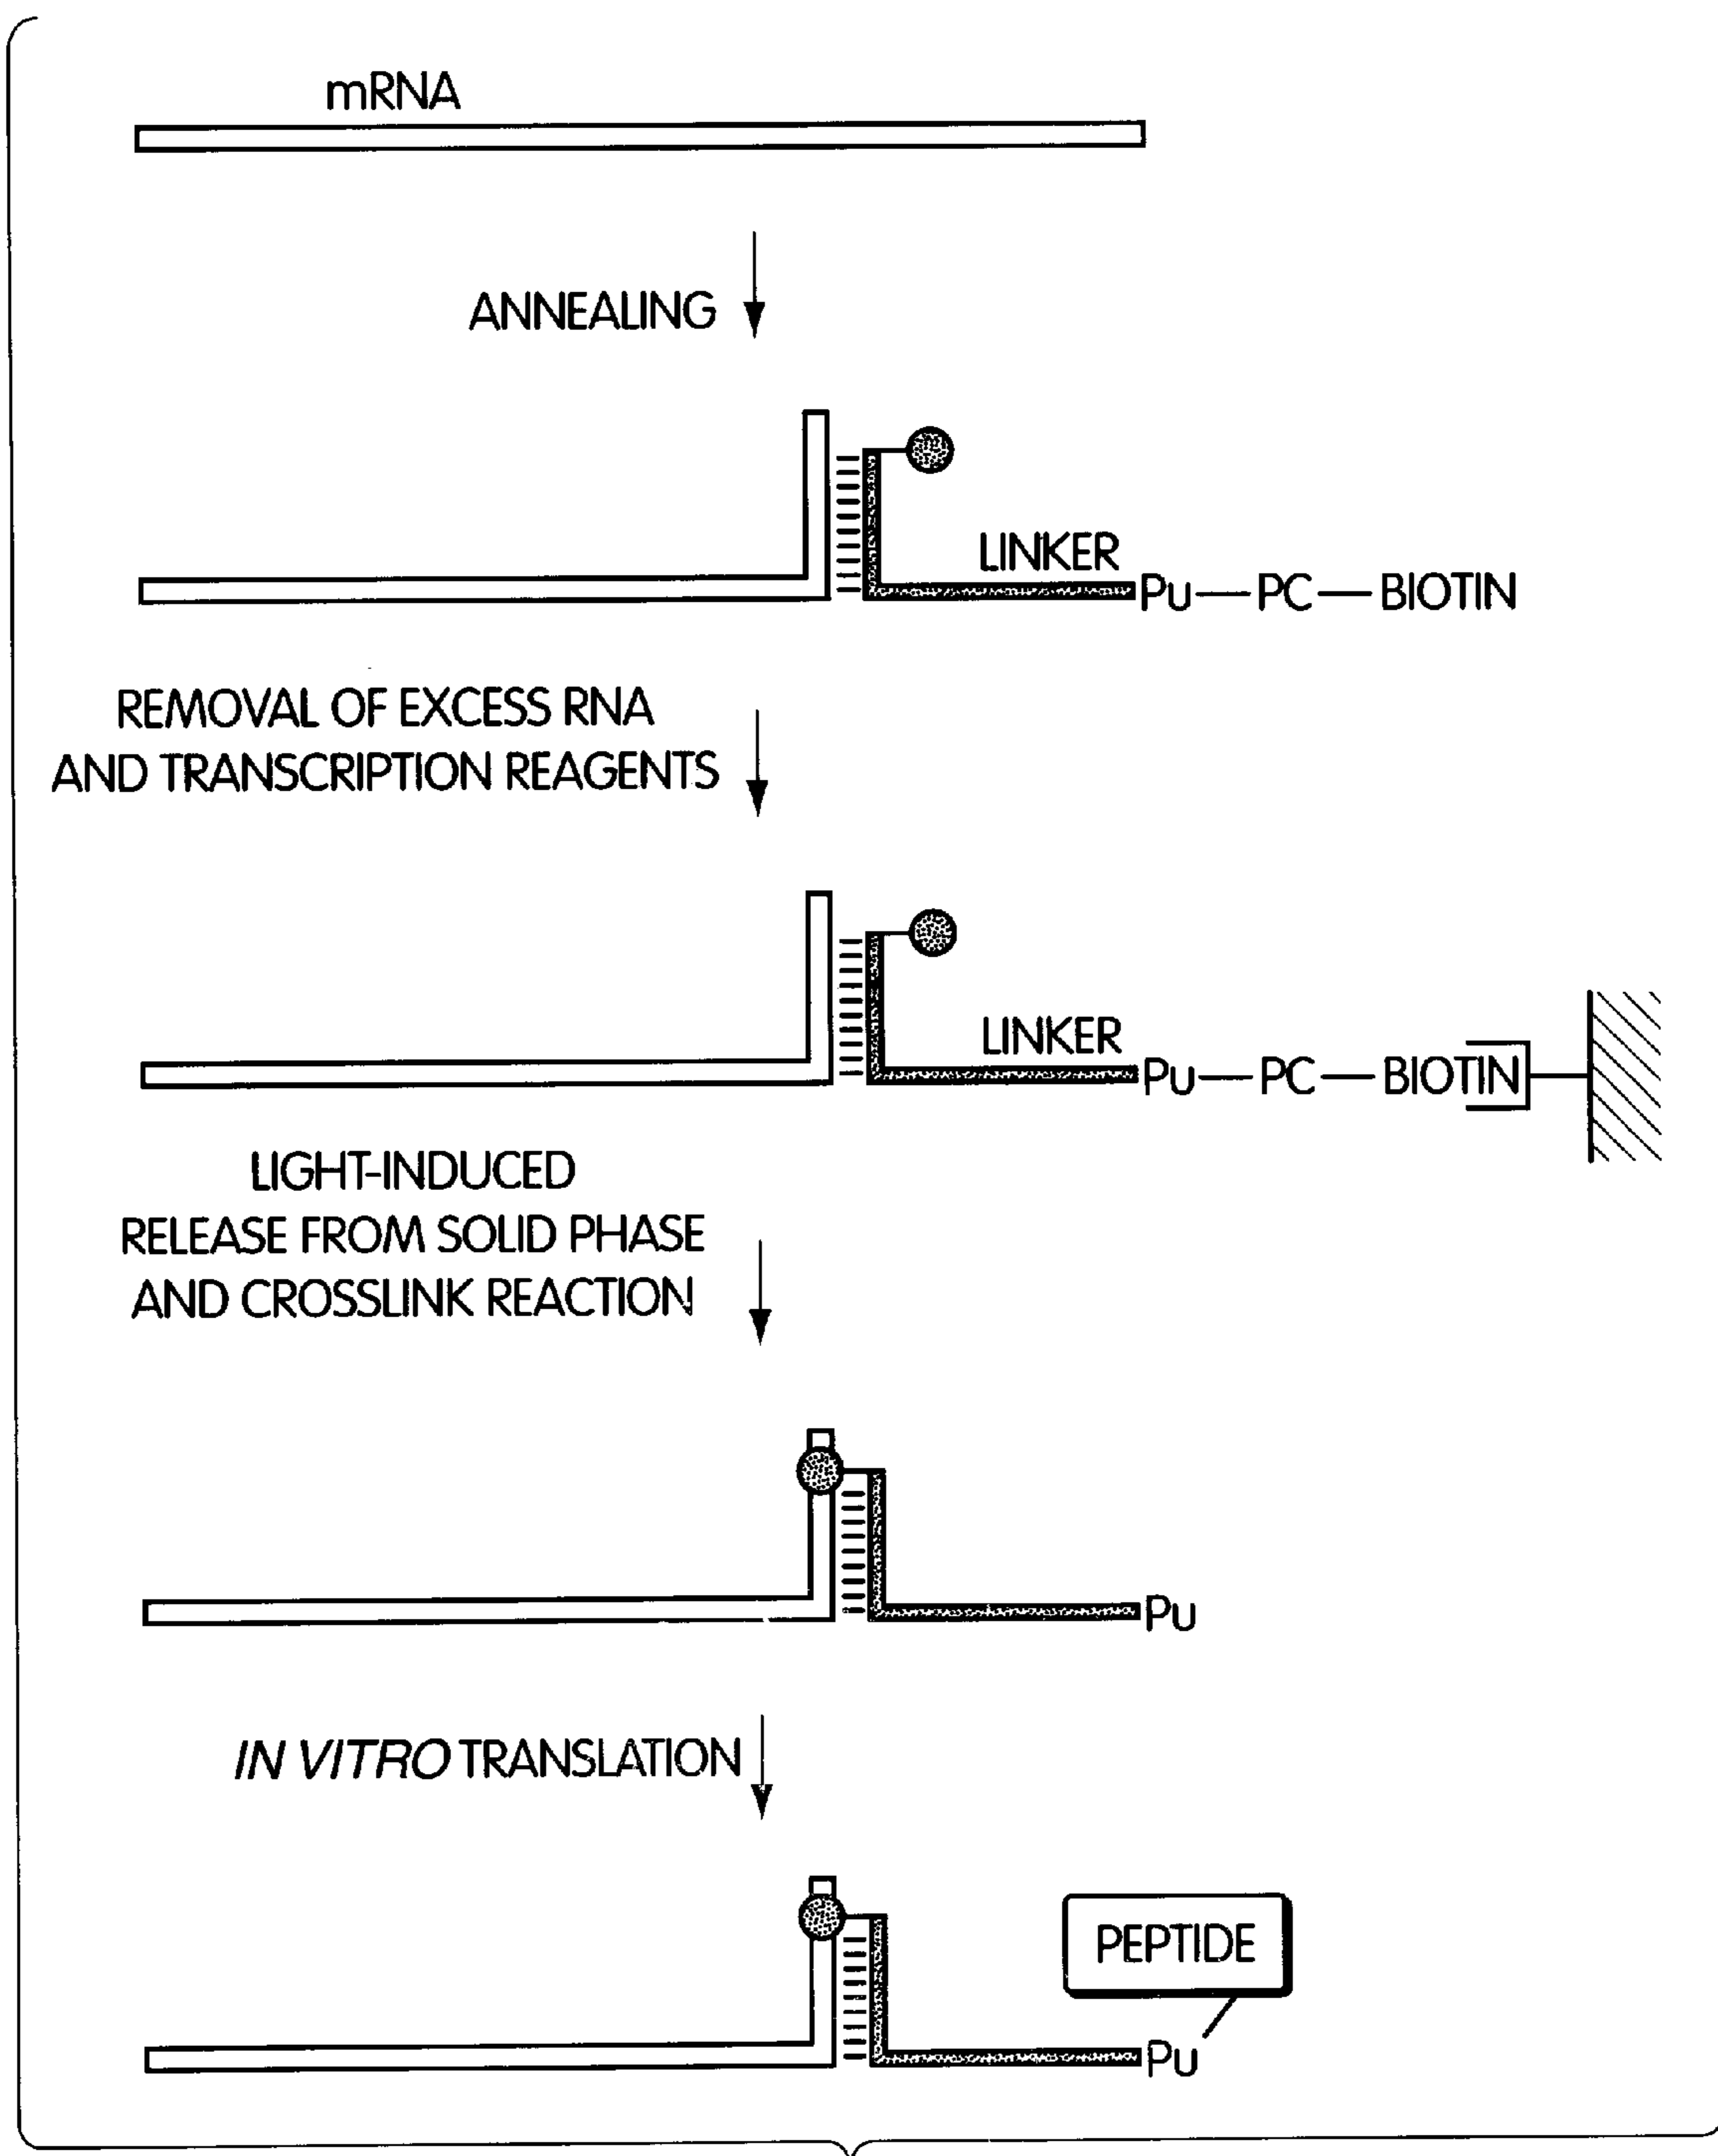 mRNA
ANNEALING
LINKER
Pu—PC—BIOTIN
REMOVAL OF EXCESS RNA
AND TRANSCRIPTION REAGENTS
LINKER
Pu—PC—BIOTIN
LIGHT-INDUCED
RELEASE FROM SOLID PHASE
AND CROSSLINK REACTION
Pu
IN VITRO TRANSLATION
PEPTIDE
Pu